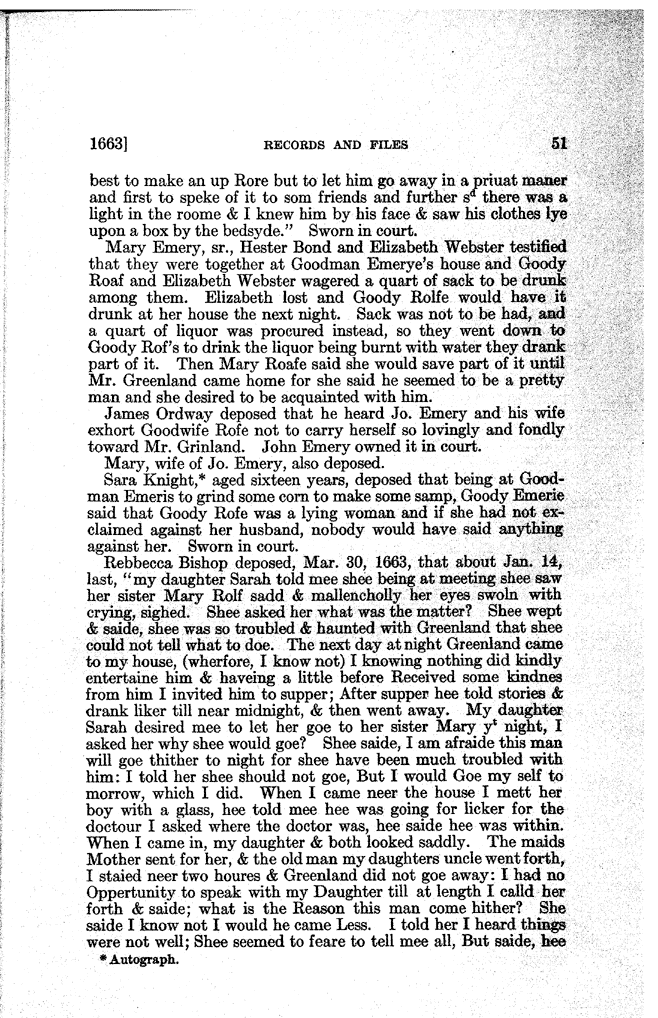 1663] RECORDS AND FILES 51
best to make an up Rore but to let him go away in a priuat maner
and first to speke of it to som friends and further sᵈ there was a
light in the roome & I knew him by his face & saw his clothes lye
upon a box by the bedsyde.” Sworn in court.
Mary Emery, sr., Hester Bond and Elizabeth Webster testified
that they were together at Goodman Emerye's house and Goody
Roaf and Elizabeth Webster wagered a quart of sack to be drunk
among them. Elizabeth lost and Goody Rolfe would have it
drunk at her house the next night. Sack was not to be had, and
a quart of liquor was procured instead, so they went down to
Goody Rof's to drink the liquor being burnt with water they drank
part of it. Then Mary Roafe said she would save part of it until
Mr. Greenland came home for she said he seemed to be a pretty
man and she desired to be acquainted with him.
James Ordway deposed that he heard Jo. Emery and his wife
exhort Goodwife Rofe not to carry herself so lovingly and fondly
toward Mr. Grinland. John Emery owned it in court.
Mary, wife of Jo. Emery, also deposed.
Sara Knight,* aged sixteen years, deposed that being at Good-
man Emeris to grind some corn to make some samp, Goody Emerie
said that Goody Rofe was a lying woman and if she had not ex-
claimed against her husband, nobody would have said anything
against her. Sworn in court.
Rebbecca Bishop deposed, Mar. 30, 1663, that about Jan. 14,
last, “my daughter Sarah told mee shee being at meeting shee saw
her sister Mary Rolf sadd & mallencholly her eyes swoln with
crying, sighed. Shee asked her what was the matter? Shee wept
& saide, shee was so troubled & haunted with Greenland that shee
could not tell what to doe. The next day at night Greenland came
to my house, (wherfore, I know not) I knowing nothing did kindly
entertaine him & haveing a little before Received some kindnes
from him I invited him to supper; After supper hee told stories &
drank liker till near midnight, & then went away. My daughter
Sarah desired mee to let her goe to her sister Mary yᵗ night, I
asked her why shee would goe? Shee saide, I am afraide this man
will goe thither to night for shee have been much troubled with
him: I told her shee should not goe, But I would Goe my self to
morrow, which I did. When I came neer the house I mett her
boy with a glass, hee told mee hee was going for licker for the
doctour I asked where the doctor was, hee saide hee was within.
When I came in, my daughter & both looked saddly. The maids
Mother sent for her, & the old man my daughters uncle went forth,
I staied neer two houres & Greenland did not goe away: I had no
Oppertunity to speak with my Daughter till at length I calld her
forth & saide; what is the Reason this man come hither? She
saide I know not I would he came Less. I told her I heard things
were not well; Shee seemed to feare to tell mee all, But saide, hee
* Autograph.